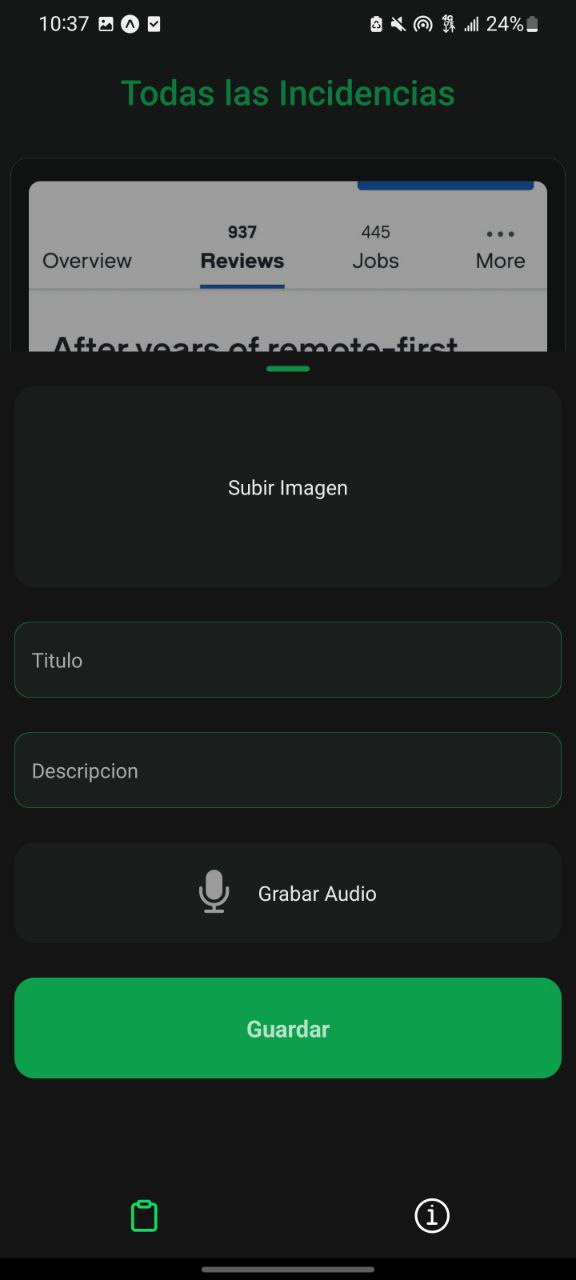 10:37 4G 24%
Todas las Incidencias
937 445
Overview Reviews Jobs More
After years of remote-first
Subir Imagen
Titulo
Descripcion
Grabar Audio
Guardar